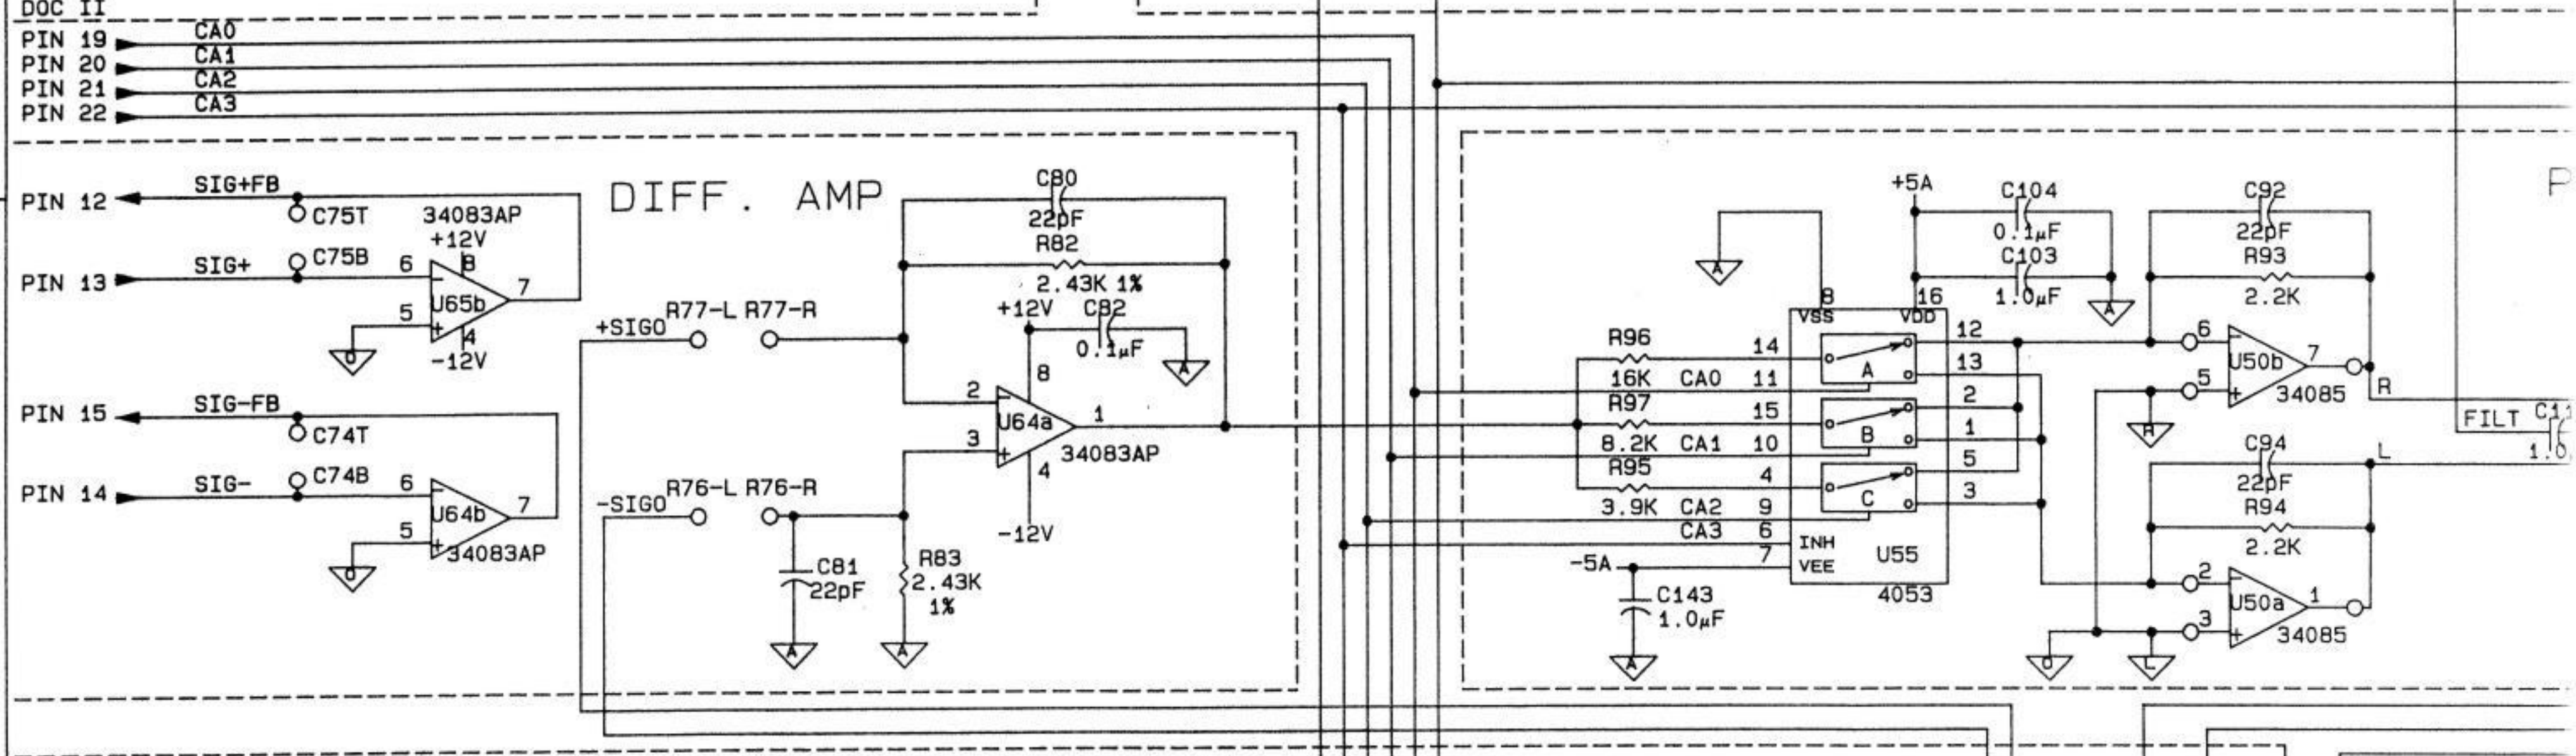 DOC II
PIN 19 CA0
PIN 20 CA1
PIN 21 CA2
PIN 22 CA3
PIN 12 SIG+FB
C75T
34083AP
+12V
PIN 13 SIG+ C75B 6 8
U65b 7
5 4
-12V
0
PIN 15 SIG-FB
C74T
PIN 14 SIG- C74B 6
U64b 7
5
34083AP
0
DIFF. AMP
C80
22pF
R82
2.43K 1%
+12V C82
0.1µF
A
+SIGO R77-L R77-R
8
2
U64a 1
3
34083AP
4
-12V
-SIGO R76-L R76-R
C81
22pF
R83
2.43K
1%
A A
+5A
C104
0.1µF
C103
1.0µF
A
A
8 16
VSS VDD
R96 14 12
16K CA0 11 A 13
R97 15 2
8.2K CA1 10 B 1
R95 4 5
3.9K CA2 9 C 3
CA3 6 INH
-5A 7 VEE
U55
4053
C143
1.0µF
A
C92
22pF
R93
2.2K
6
U50b 7
5
34085
R
L
C94
22pF
R94
2.2K
2
U50a 1
3
34085
0 L
FILT
1.0
P